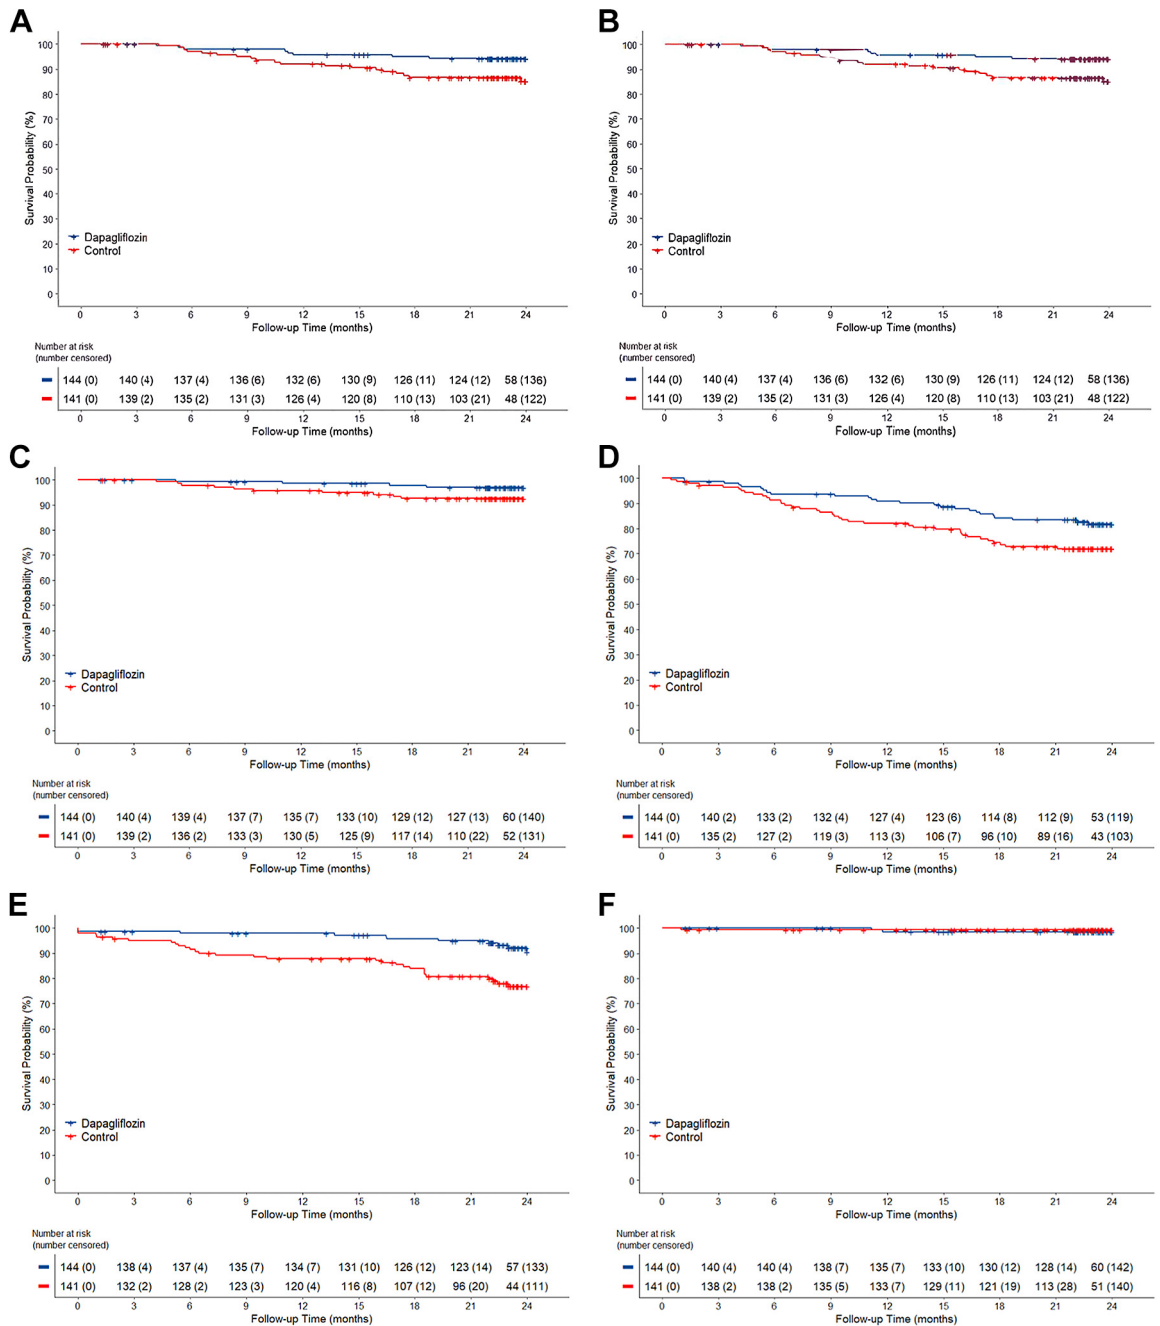 A
100
90
80
70
60
50
40
30
20
10
0
Survival Probability (%)
Dapagliflozin
Control
0 3 6 9 12 15 18 21 24
Follow-up Time (months)
Number at risk
(number censored)
144 (0) 140 (4) 137 (4) 136 (6) 132 (6) 130 (9) 126 (11) 124 (12) 58 (136)
141 (0) 139 (2) 135 (2) 131 (3) 126 (4) 120 (8) 110 (13) 103 (21) 48 (122)
0 3 6 9 12 15 18 21 24
Follow-up Time (months)
B
100
90
80
70
60
50
40
30
20
10
0
Survival Probability (%)
Dapagliflozin
Control
0 3 6 9 12 15 18 21 24
Follow-up Time (months)
Number at risk
(number censored)
144 (0) 140 (4) 137 (4) 136 (6) 132 (6) 130 (9) 126 (11) 124 (12) 58 (136)
141 (0) 139 (2) 135 (2) 131 (3) 126 (4) 120 (8) 110 (13) 103 (21) 48 (122)
0 3 6 9 12 15 18 21 24
Follow-up Time (months)
C
100
90
80
70
60
50
40
30
20
10
0
Survival Probability (%)
Dapagliflozin
Control
0 3 6 9 12 15 18 21 24
Follow-up Time (months)
Number at risk
(number censored)
144 (0) 140 (4) 139 (4) 137 (7) 135 (7) 133 (10) 129 (12) 127 (13) 60 (140)
141 (0) 139 (2) 136 (2) 133 (3) 130 (5) 125 (9) 117 (14) 110 (22) 52 (131)
0 3 6 9 12 15 18 21 24
Follow-up Time (months)
D
100
90
80
70
60
50
40
30
20
10
0
Survival Probability (%)
Dapagliflozin
Control
0 3 6 9 12 15 18 21 24
Follow-up Time (months)
Number at risk
(number censored)
144 (0) 140 (2) 133 (2) 132 (4) 127 (4) 123 (6) 114 (8) 112 (9) 53 (119)
141 (0) 135 (2) 127 (2) 119 (3) 113 (3) 106 (7) 96 (10) 89 (16) 43 (103)
0 3 6 9 12 15 18 21 24
Follow-up Time (months)
E
100
90
80
70
60
50
40
30
20
10
0
Survival Probability (%)
Dapagliflozin
Control
0 3 6 9 12 15 18 21 24
Follow-up Time (months)
Number at risk
(number censored)
144 (0) 138 (4) 137 (4) 135 (7) 134 (7) 131 (10) 126 (12) 123 (14) 57 (133)
141 (0) 132 (2) 128 (2) 123 (3) 120 (4) 116 (8) 107 (12) 96 (20) 44 (111)
0 3 6 9 12 15 18 21 24
Follow-up Time (months)
F
100
90
80
70
60
50
40
30
20
10
0
Survival Probability (%)
Dapagliflozin
Control
0 3 6 9 12 15 18 21 24
Follow-up Time (months)
Number at risk
(number censored)
144 (0) 140 (4) 140 (4) 138 (7) 135 (7) 133 (10) 130 (12) 128 (14) 60 (142)
141 (0) 138 (2) 138 (2) 135 (5) 133 (7) 129 (11) 121 (19) 113 (28) 51 (140)
0 3 6 9 12 15 18 21 24
Follow-up Time (months)